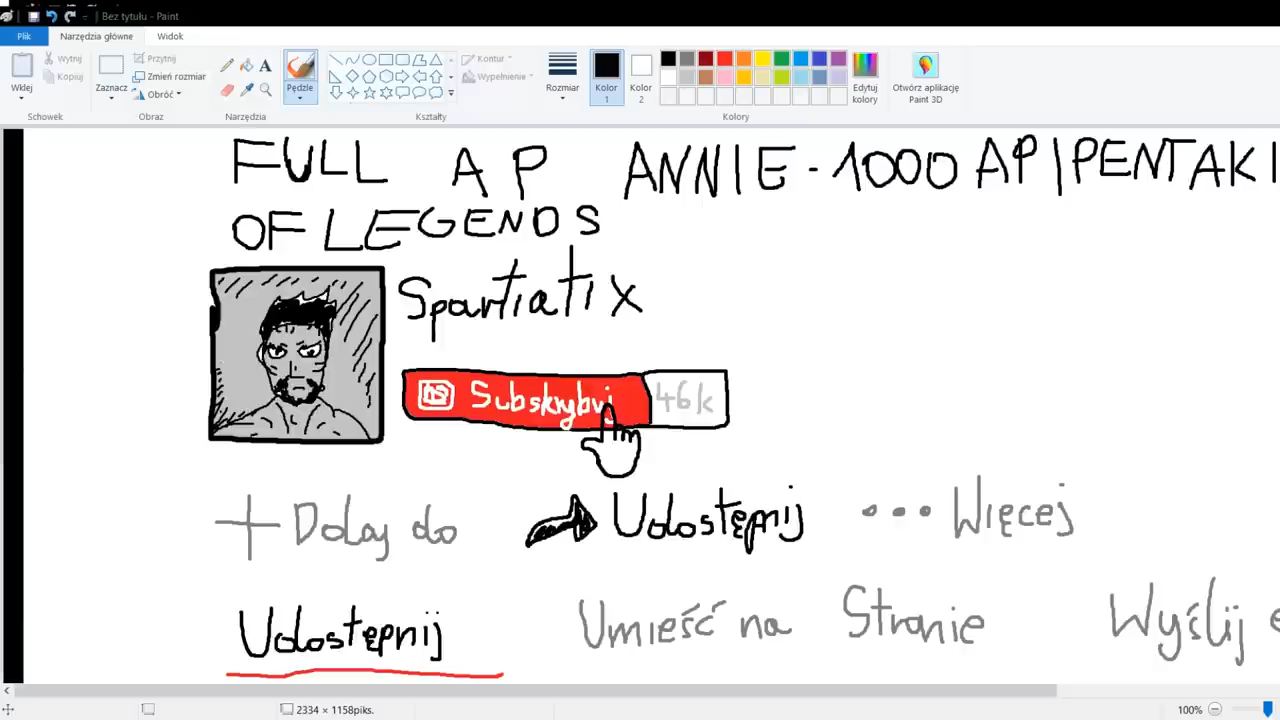 Bez tytułu - Paint
Plik Narzędzia główne Widok
Wklej Wytnij Kopiuj
Schowek
Zaznacz Przytnij Zmień rozmiar Obróć
Obraz
A
Narzędzia
Pędzle
Kontur Wypełnienie
Kształty
Rozmiar
Kolor 1
Kolor 2
Edytuj kolory
Otwórz aplikację Paint 3D
Kolory
FULL AP ANNIE - 1000 AP | PENTAKI
OF LEGENDS
Spartiatix
Subskrybuj 46k
+ Dodaj do Udostępnij ... Więcej
Udostępnij Umieść na Stronie Wyślij e
2334 × 1158piks. 100%